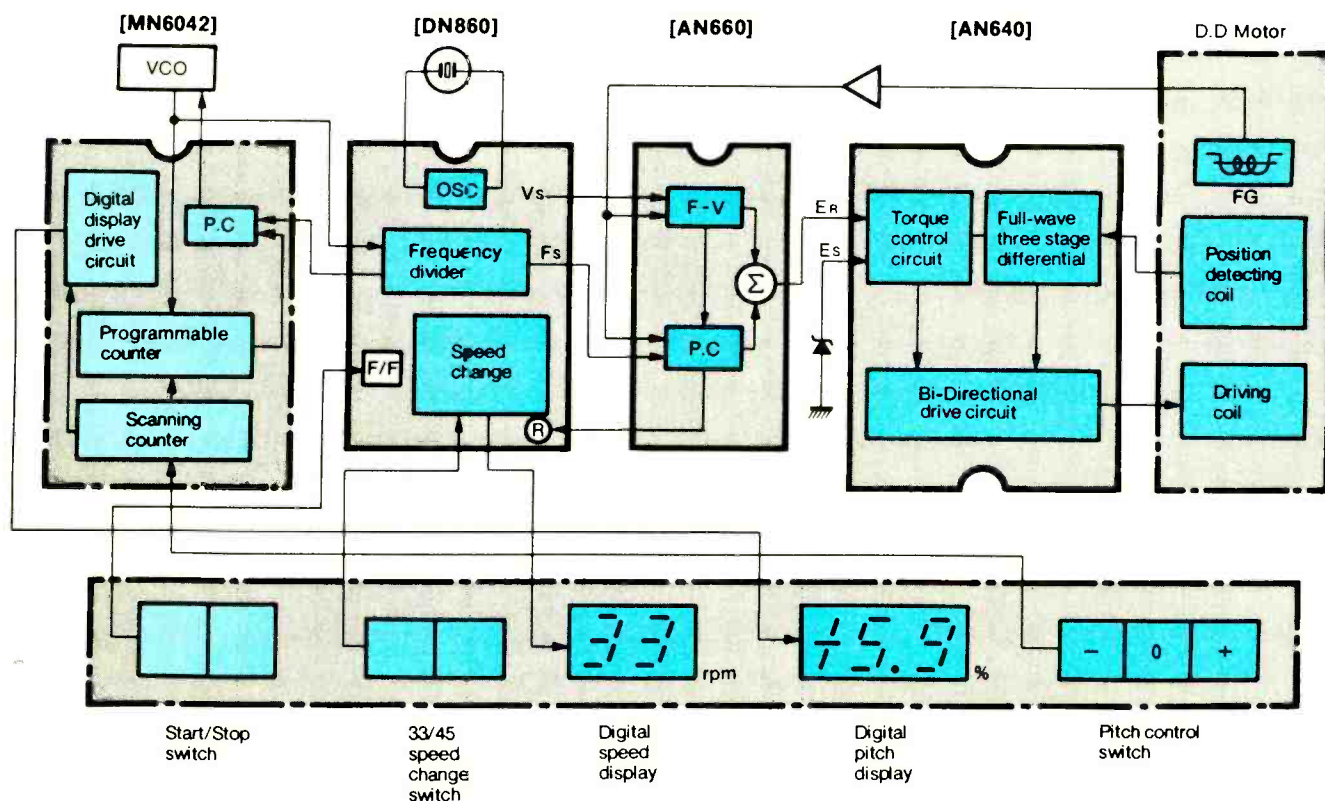 [MN6042]
[DN860]
[AN660]
[AN640]
D.D Motor
VCO
Digital
display
drive
circuit
P.C
Programmable
counter
Scanning
counter
OSC
Frequency
divider
Speed
change
F/F
R
Vs
Fs
F-V
Σ
P.C
ER
ES
Torque
control
circuit
Full-wave
three stage
differential
Bi-Directional
drive circuit
FG
Position
detecting
coil
Driving
coil
33
rpm
+5.9
%
-
0
+
Start/Stop
switch
33/45
speed
change
switch
Digital
speed
display
Digital
pitch
display
Pitch control
switch